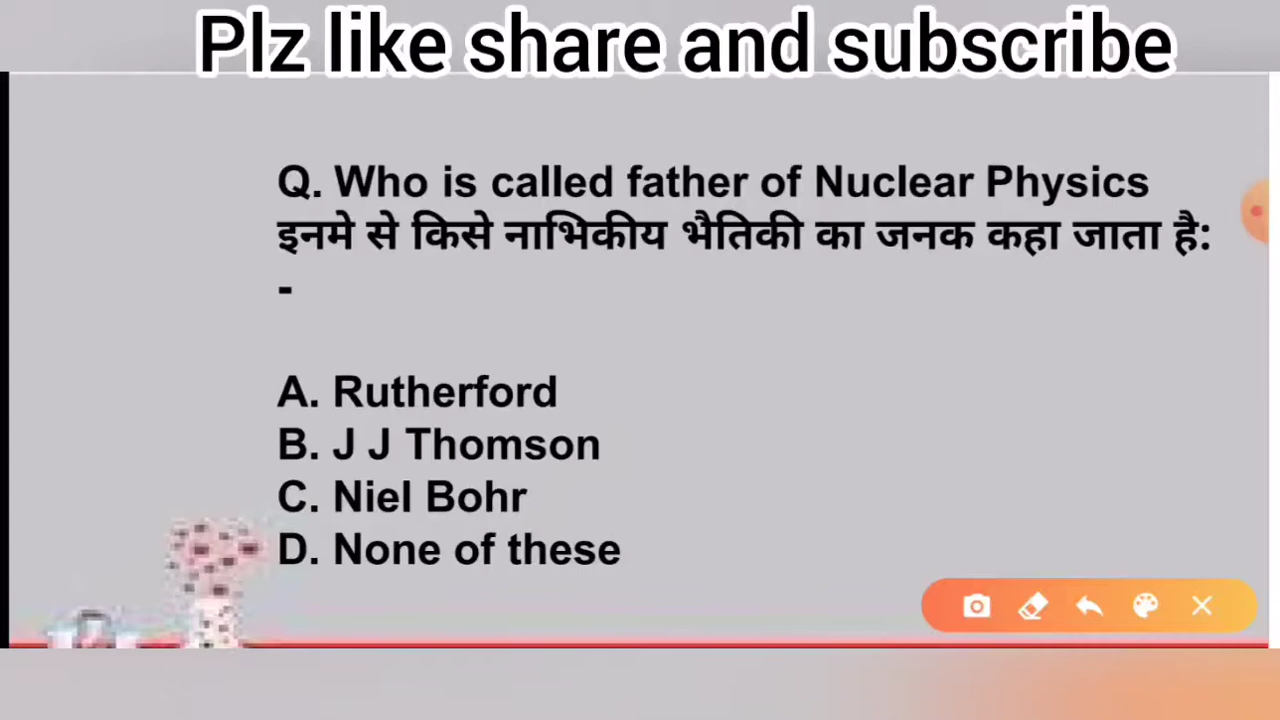 Plz like share and subscribe
Q. Who is called father of Nuclear Physics
इनमे से किसे नाभिकीय भैतिकी का जनक कहा जाता है:
-
A. Rutherford
B. J J Thomson
C. Niel Bohr
D. None of these